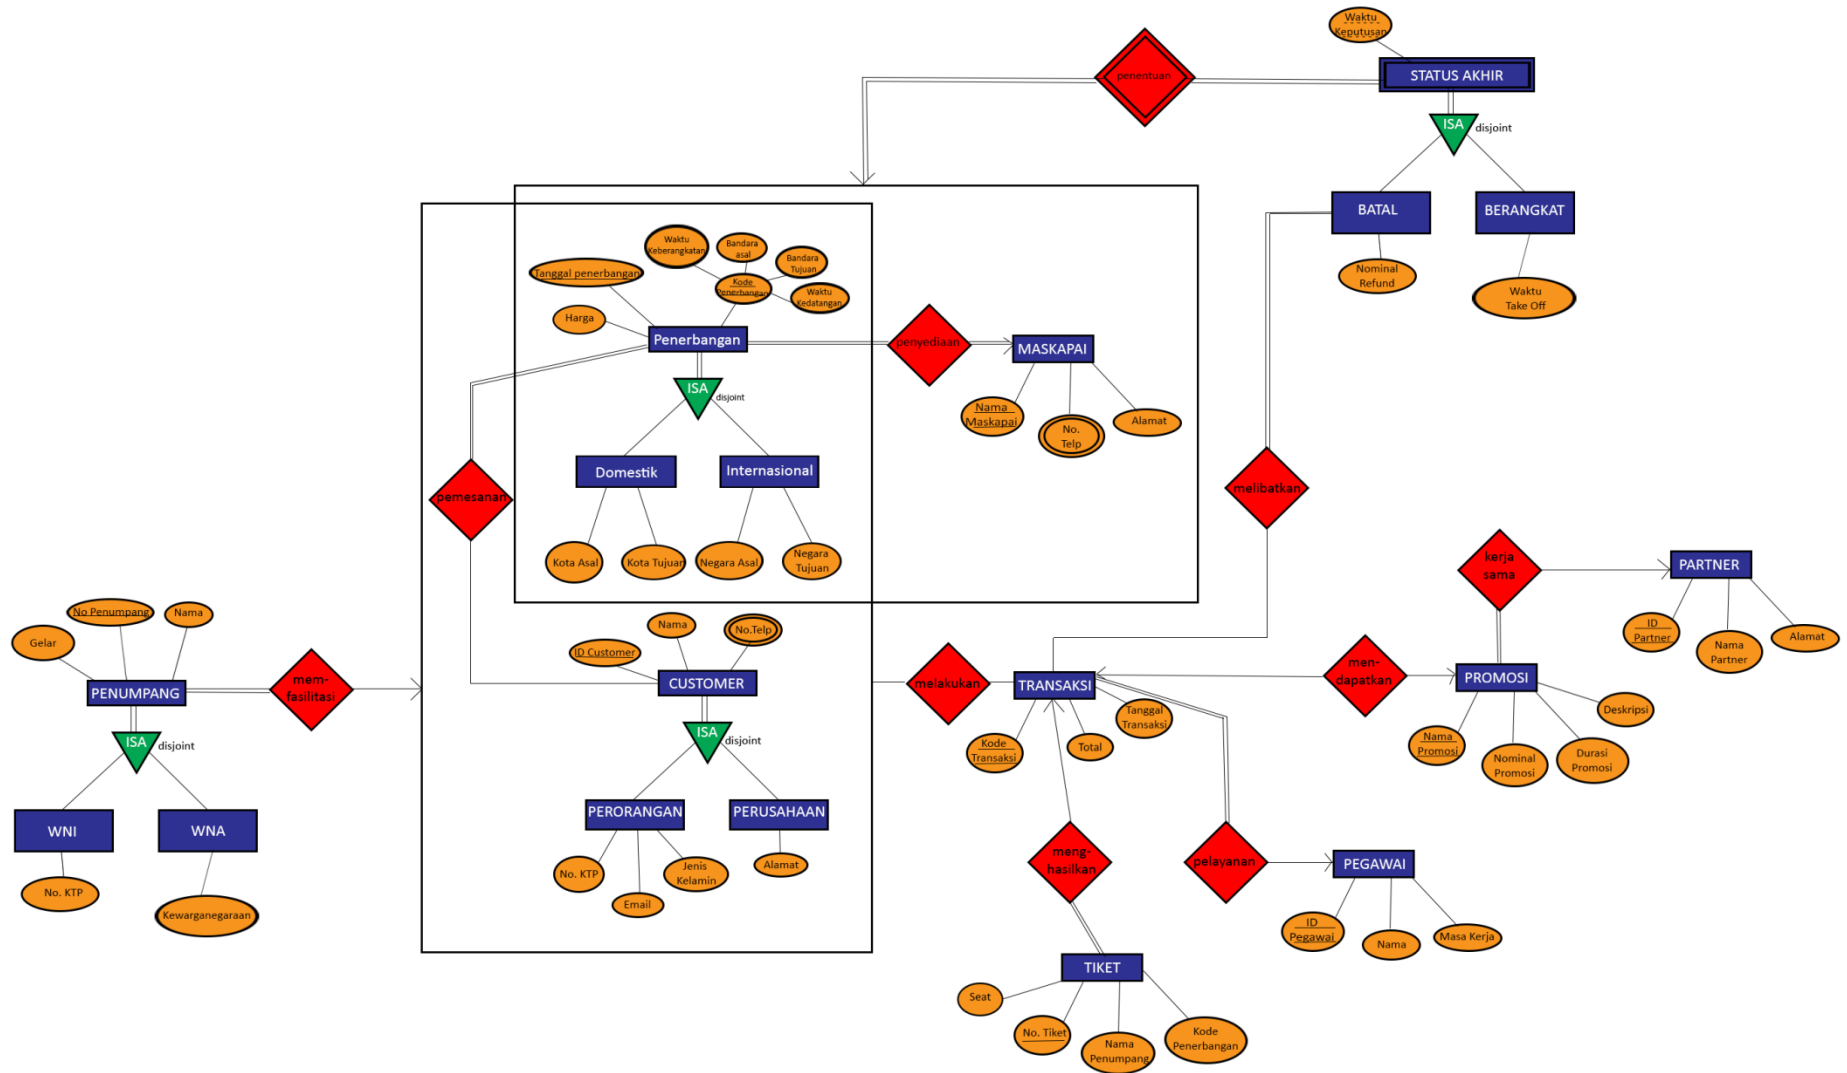 Waktu
Keputusan
penentuan
STATUS AKHIR
ISA
disjoint
BATAL
BERANGKAT
Nominal
Refund
Waktu
Take Off
Waktu
Keberangkatan
Bandara
asal
Bandara
Tujuan
Tanggal penerbangan
Kode
Penerbangan
Waktu
Kedatangan
Harga
Penerbangan
penyediaan
MASKAPAI
ISA
disjoint
Nama
Maskapai
No.
Telp
Alamat
Domestik
Internasional
pemesanan
melibatkan
Kota Asal
Kota Tujuan
Negara Asal
Negara
Tujuan
kerja
sama
PARTNER
ID
Partner
Nama
Partner
Alamat
No Penumpang
Nama
Gelar
PENUMPANG
mem-
fasilitasi
ISA
disjoint
WNI
WNA
No. KTP
Kewarganegaraan
Nama
No.Telp
ID Customer
CUSTOMER
ISA
disjoint
PERORANGAN
PERUSAHAAN
No. KTP
Jenis
Kelamin
Email
Alamat
melakukan
TRANSAKSI
Kode
Transaksi
Total
Tanggal
Transaksi
men-
dapatkan
PROMOSI
Nama
Promosi
Nominal
Promosi
Durasi
Promosi
Deskripsi
meng-
hasilkan
pelayanan
PEGAWAI
ID
Pegawai
Nama
Masa Kerja
TIKET
Seat
No. Tiket
Nama
Penumpang
Kode
Penerbangan